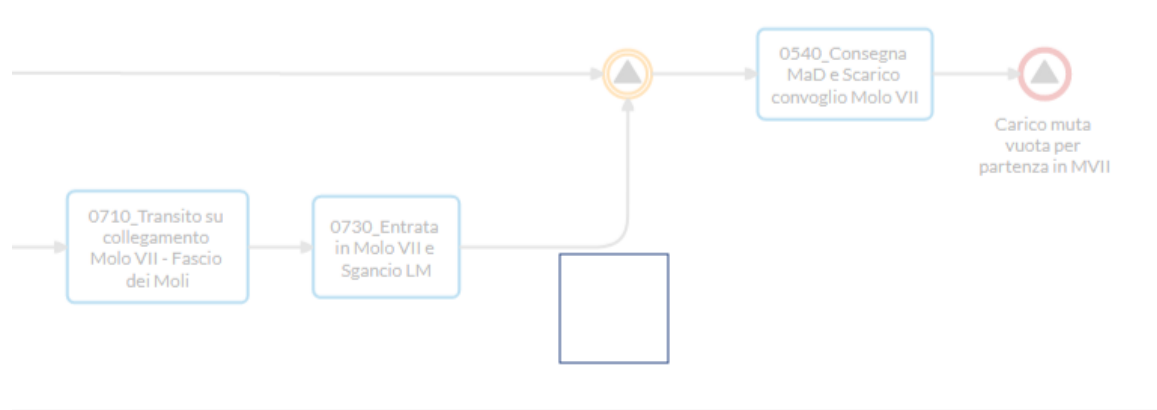 0540_Consegna
MaD e Scarico
convoglio Molo VII
Carico muta
vuota per
partenza in MVII
0710_Transito su
collegamento
Molo VII - Fascio
dei Moli
0730_Entrata
in Molo VII e
Sgancio LM